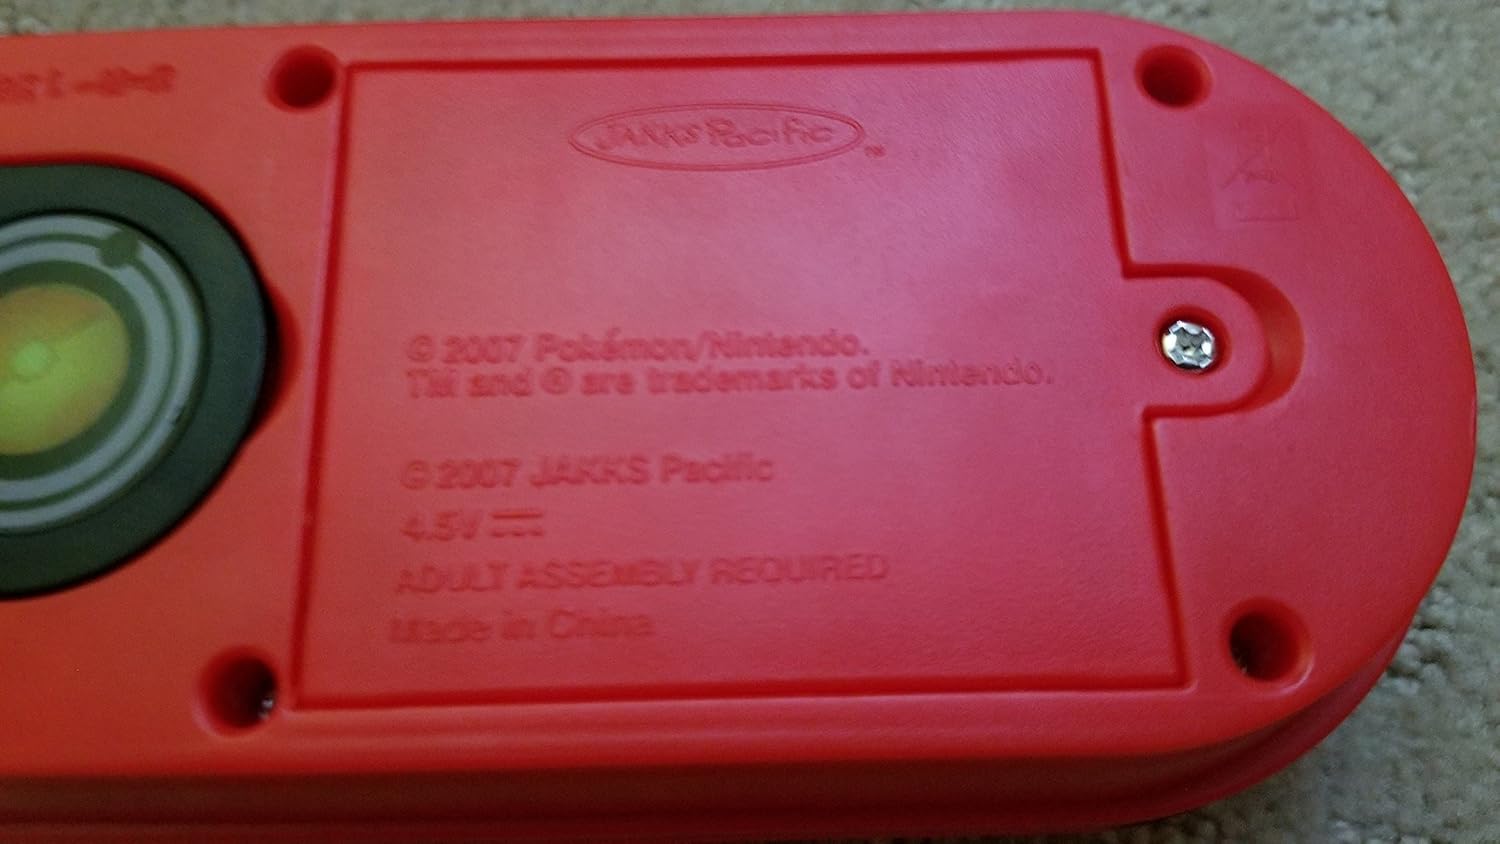 JAKKS Pacific ™
© 2007 Pokémon/Nintendo.
TM and ® are trademarks of Nintendo.
© 2007 JAKKS Pacific
4.5V ⎓
ADULT ASSEMBLY REQUIRED
Made in China